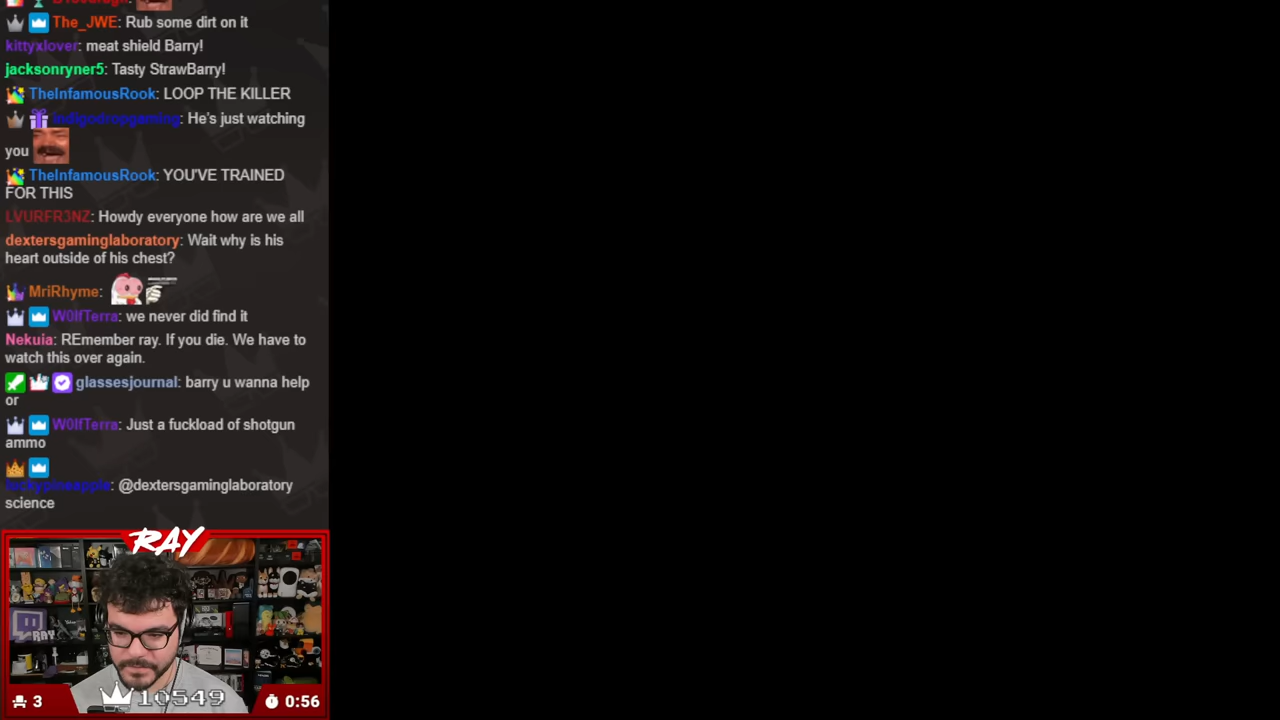 The_JWE: Rub some dirt on it
kittyxlover: meat shield Barry!
jacksonryner5: Tasty StrawBarry!
TheInfamousRook: LOOP THE KILLER
indigodropgaming: He's just watching
you
TheInfamousRook: YOU'VE TRAINED
FOR THIS
LVURFR3NZ: Howdy everyone how are we all
dextersgaminglaboratory: Wait why is his
heart outside of his chest?
MriRhyme:
W0lfTerra: we never did find it
Nekuia: REmember ray. If you die. We have to
watch this over again.
glassesjournal: barry u wanna help
or
W0lfTerra: Just a fuckload of shotgun
ammo
: @dextersgaminglaboratory
science
RAY
RAY
3
10549
0:56